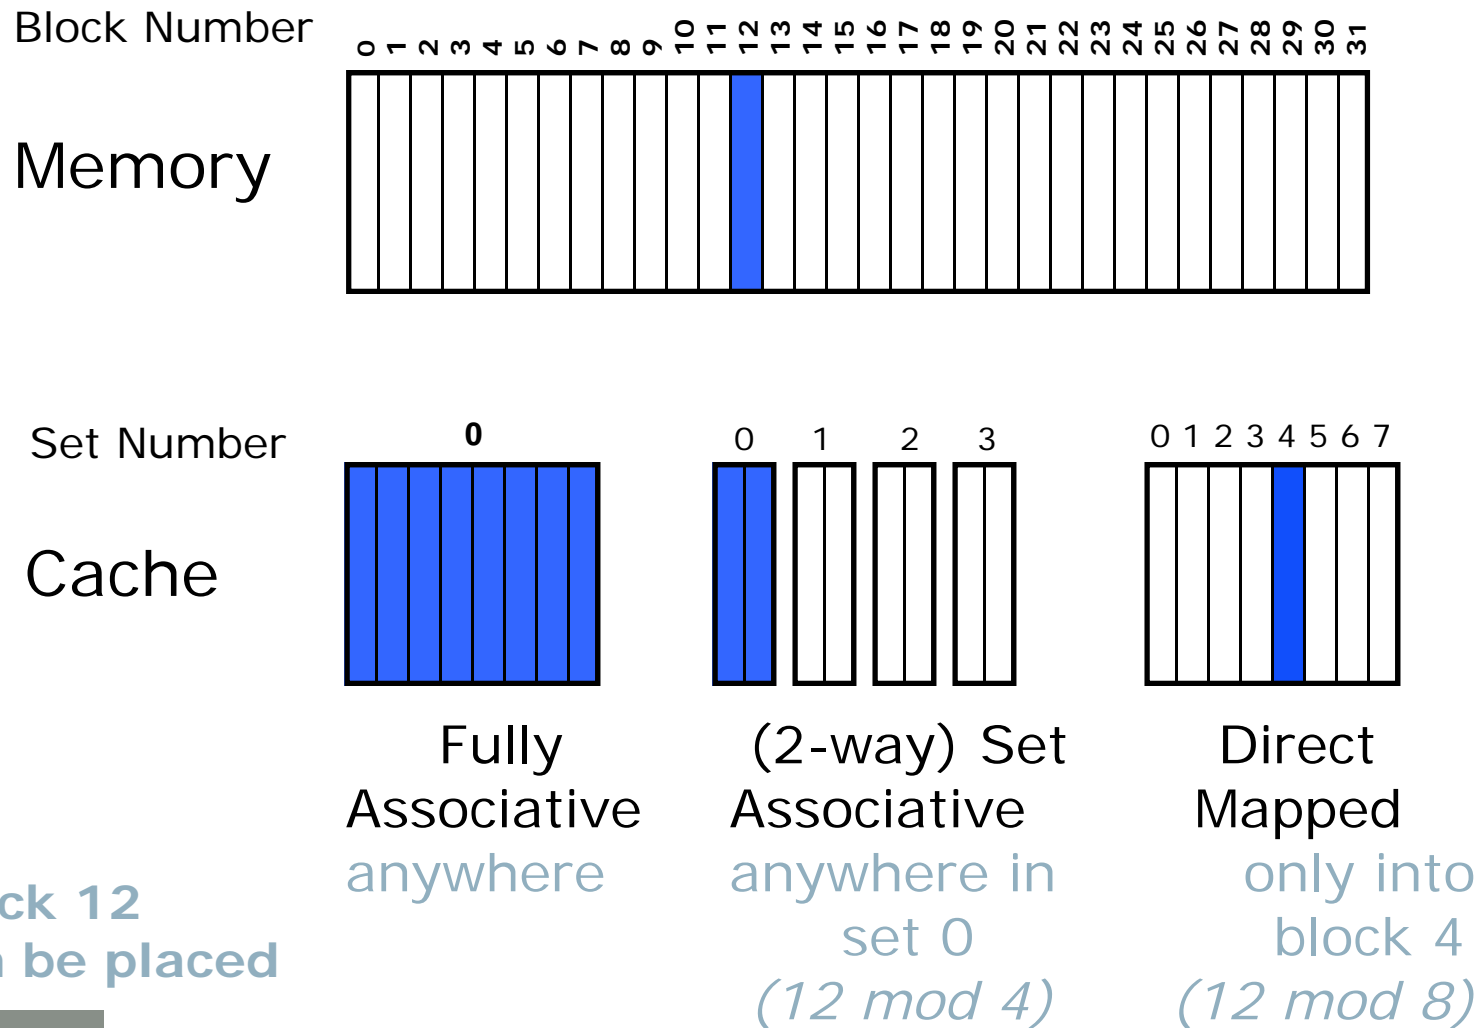 Block Number
0 1 2 3 4 5 6 7 8 9 10 11 12 13 14 15 16 17 18 19 20 21 22 23 24 25 26 27 28 29 30 31
Memory
Set Number
0
0 1 2 3
0 1 2 3 4 5 6 7
Cache
Fully
Associative
anywhere
(2-way) Set
Associative
anywhere in
set 0
(12 mod 4)
Direct
Mapped
only into
block 4
(12 mod 8)
ck 12
be placed